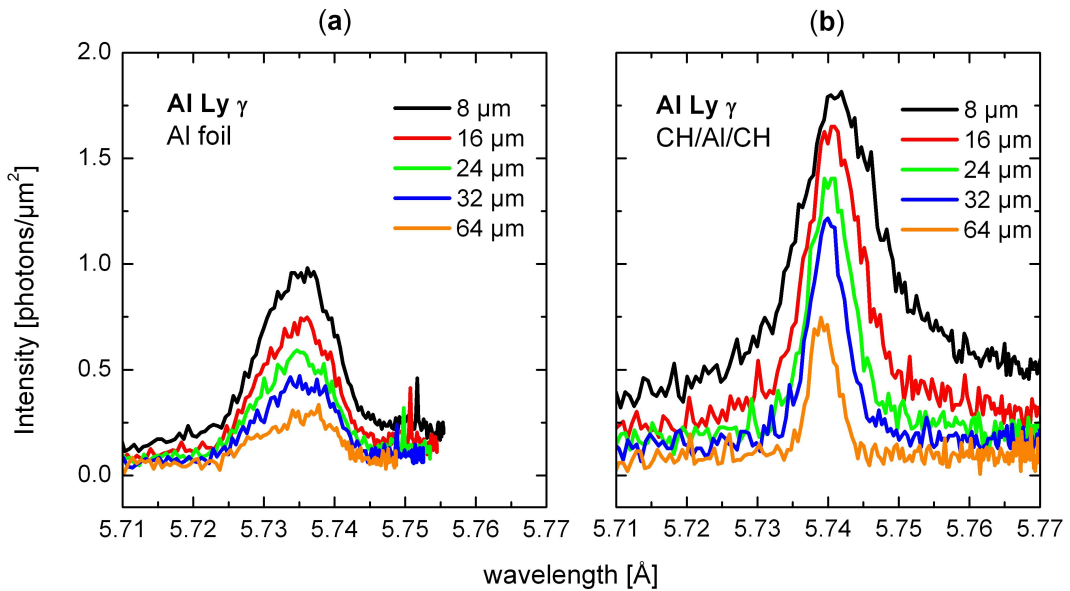 (a)
(b)
2.0
1.5
1.0
0.5
0.0
Intensity [photons/µm²]
Al Ly γ
Al foil
8 µm
16 µm
24 µm
32 µm
64 µm
5.71 5.72 5.73 5.74 5.75 5.76 5.77
Al Ly γ
CH/Al/CH
8 µm
16 µm
24 µm
32 µm
64 µm
5.71 5.72 5.73 5.74 5.75 5.76 5.77
wavelength [Å]